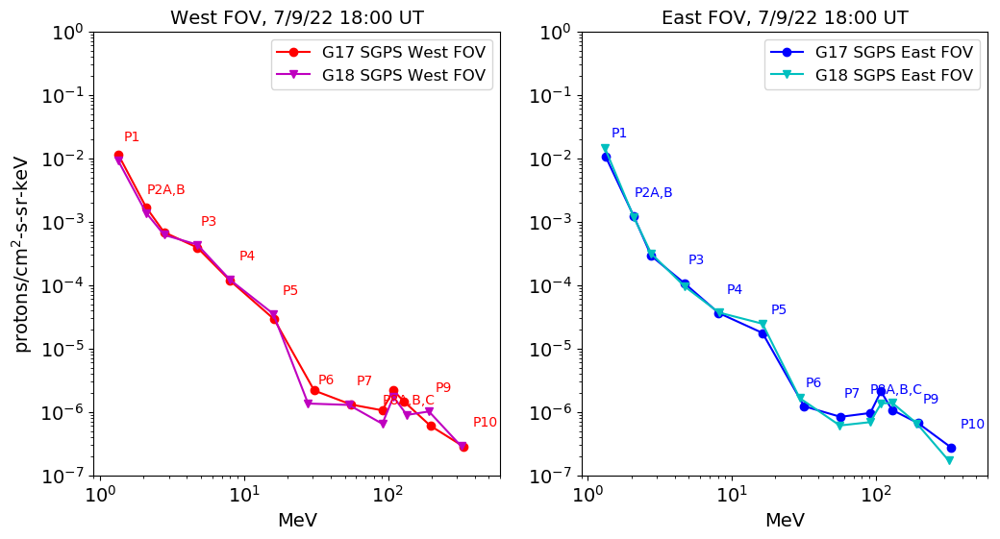 West FOV, 7/9/22 18:00 UT
G17 SGPS West FOV
G18 SGPS West FOV
10⁰
10⁻¹
10⁻²
10⁻³
10⁻⁴
10⁻⁵
10⁻⁶
10⁻⁷
protons/cm²-s-sr-keV
P1
P2A,B
P3
P4
P5
P6
P7
P8A,B,C
P9
P10
10⁰
10¹
10²
MeV
East FOV, 7/9/22 18:00 UT
G17 SGPS East FOV
G18 SGPS East FOV
10⁰
10⁻¹
10⁻²
10⁻³
10⁻⁴
10⁻⁵
10⁻⁶
10⁻⁷
P1
P2A,B
P3
P4
P5
P6
P7
P8A,B,C
P9
P10
10⁰
10¹
10²
MeV